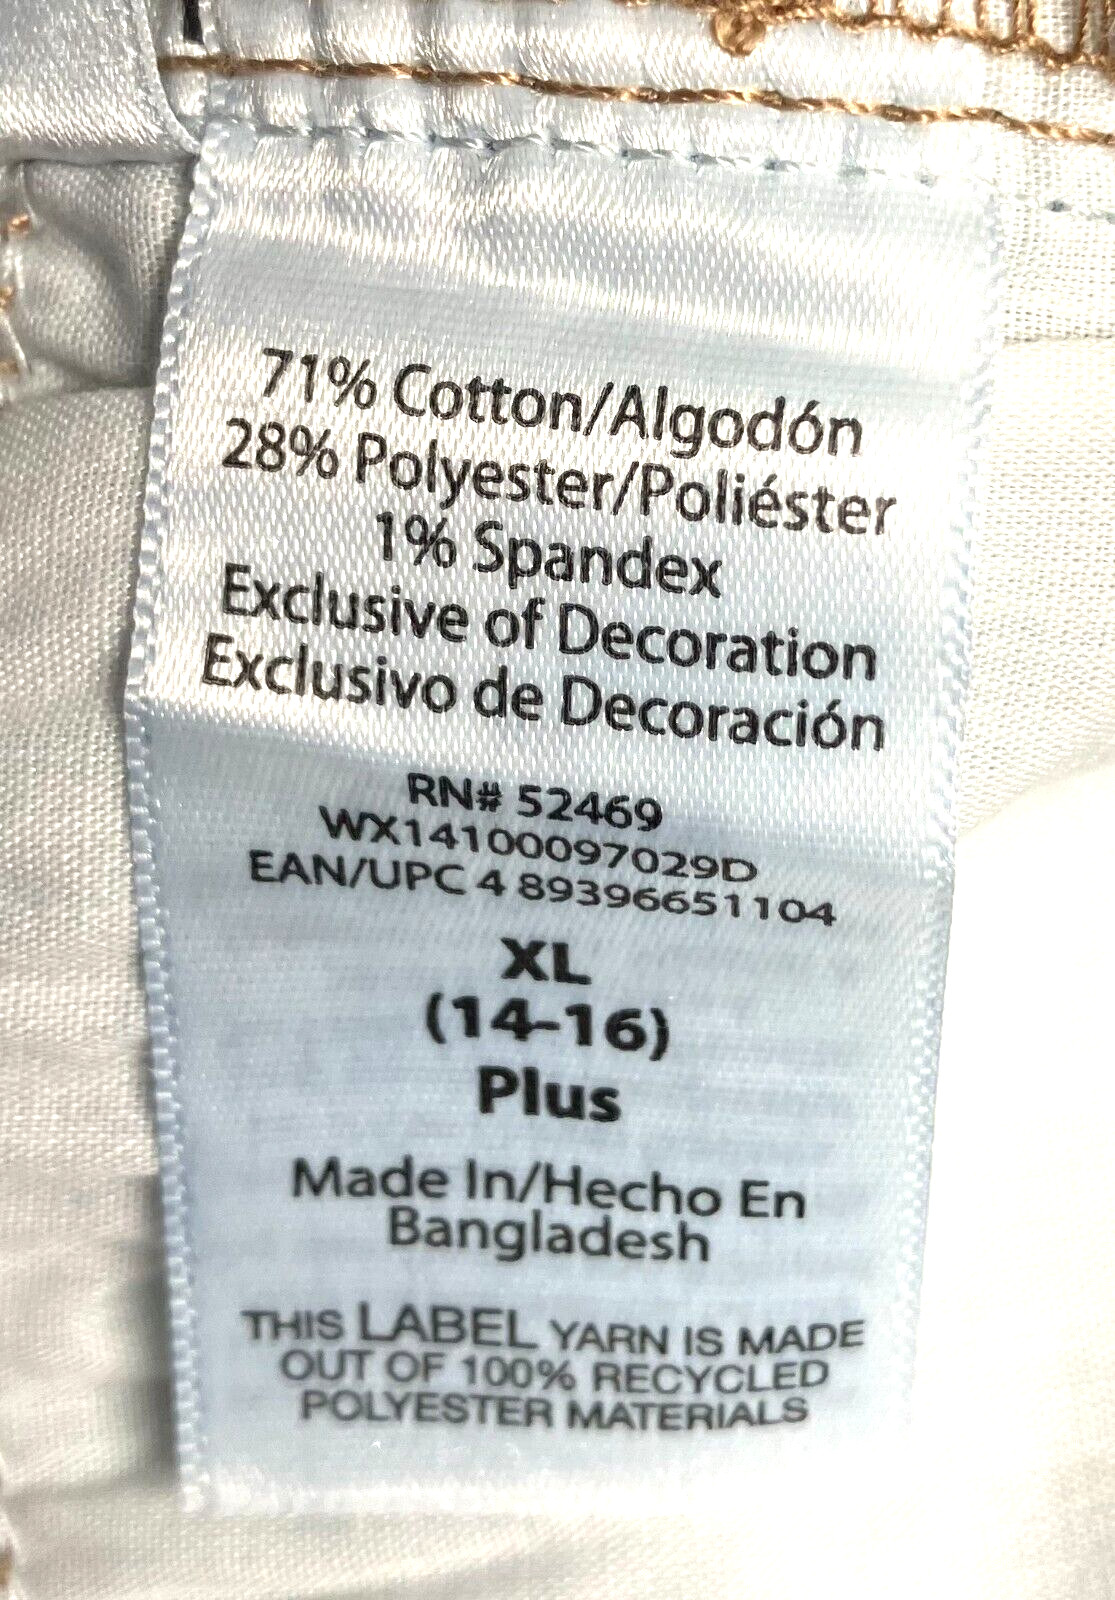 71% Cotton/Algodón
28% Polyester/Poliéster
1% Spandex
Exclusive of Decoration
Exclusivo de Decoración
RN# 52469
WX14100097029D
EAN/UPC 4 89396651104
XL
(14-16)
Plus
Made In/Hecho En
Bangladesh
THIS LABEL YARN IS MADE
OUT OF 100% RECYCLED
POLYESTER MATERIALS